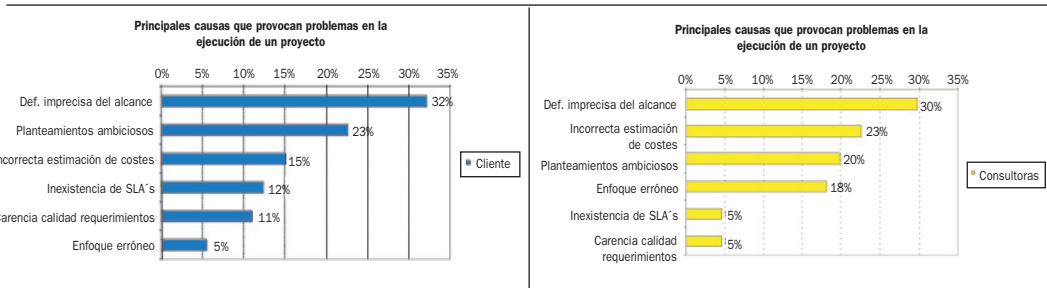 Principales causas que provocan problemas en la
ejecución de un proyecto
0% 5% 10% 15% 20% 25% 30% 35%
Def. imprecisa del alcance 32%
Planteamientos ambiciosos 23%
ncorrecta estimación de costes 15%
Inexistencia de SLA´s 12%
Carencia calidad requerimientos 11%
Enfoque erróneo 5%
Cliente
Principales causas que provocan problemas en la
ejecución de un proyecto
0% 5% 10% 15% 20% 25% 30% 35%
Def. imprecisa del alcance 30%
Incorrecta estimación
de costes 23%
Planteamientos ambiciosos 20%
Enfoque erróneo 18%
Inexistencia de SLA´s 5%
Carencia calidad
requerimientos 5%
Consultoras